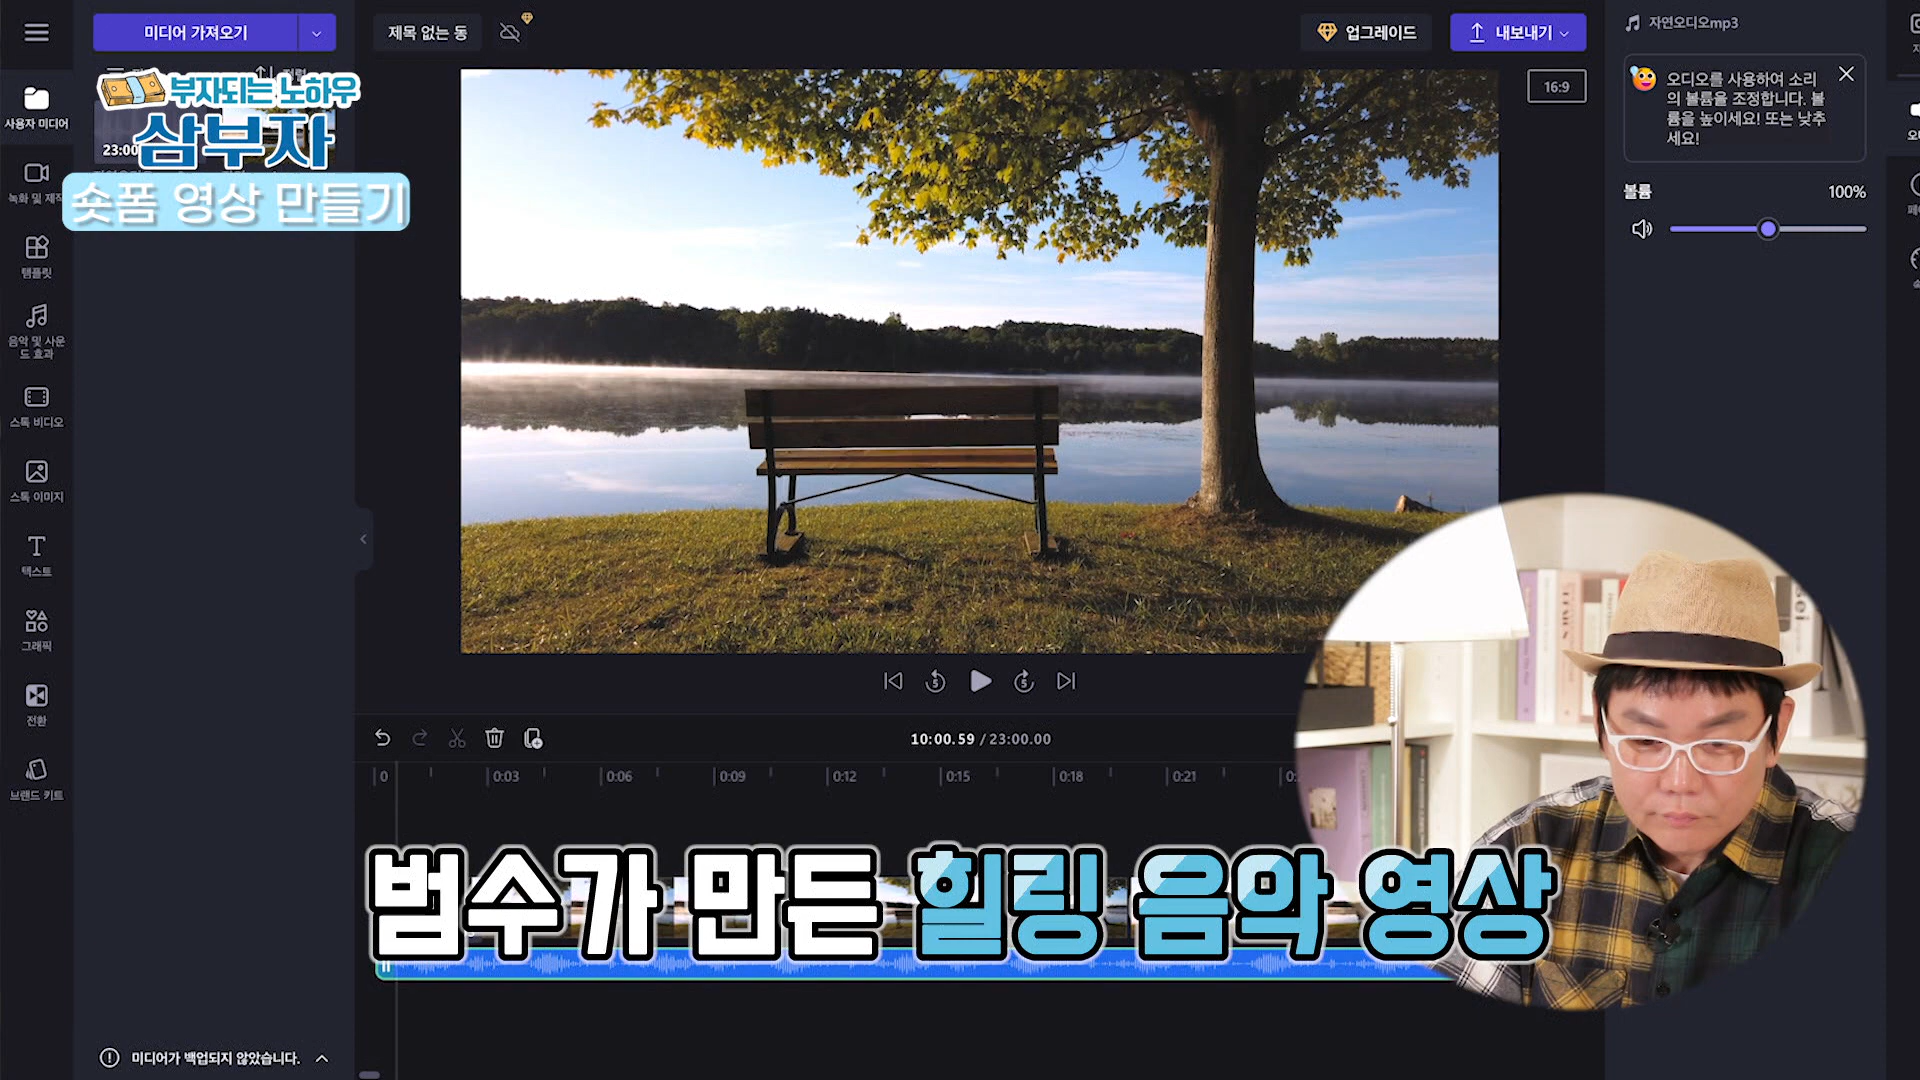 미디어 가져오기
제목 없는 동
업그레이드
내보내기
자연오디오mp3
부자되는 노하우
삼부자
숏폼 영상 만들기
23:00
사용자 미디어
녹화 및 제작
템플릿
음악 및 사운
드 효과
스톡 비디오
스톡 이미지
텍스트
그래픽
전환
브랜드 키트
16:9
오디오를 사용하여 소리
의 볼륨을 조정합니다. 볼
륨을 높이세요! 또는 낮추
세요!
볼륨
100%
5
5
10:00.59 / 23:00.00
0
0:03
0:06
0:09
0:12
0:15
0:18
0:21
범수가 만든 힐링 음악 영상
미디어가 백업되지 않았습니다.